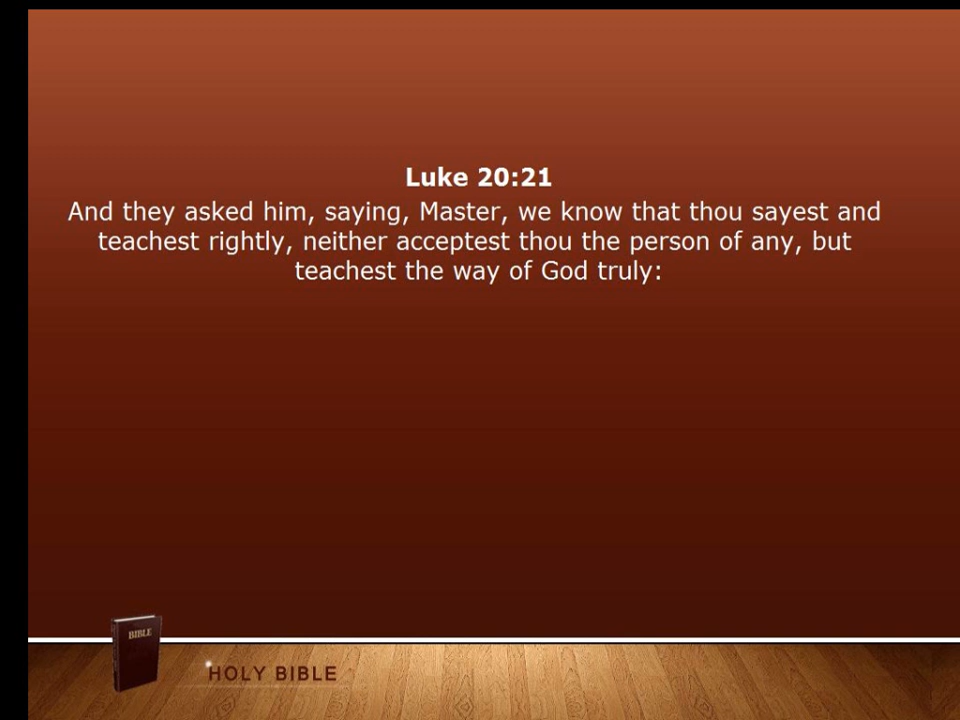 Luke 20:21
And they asked him, saying, Master, we know that thou sayest and
teachest rightly, neither acceptest thou the person of any, but
teachest the way of God truly:
BIBLE
HOLY BIBLE